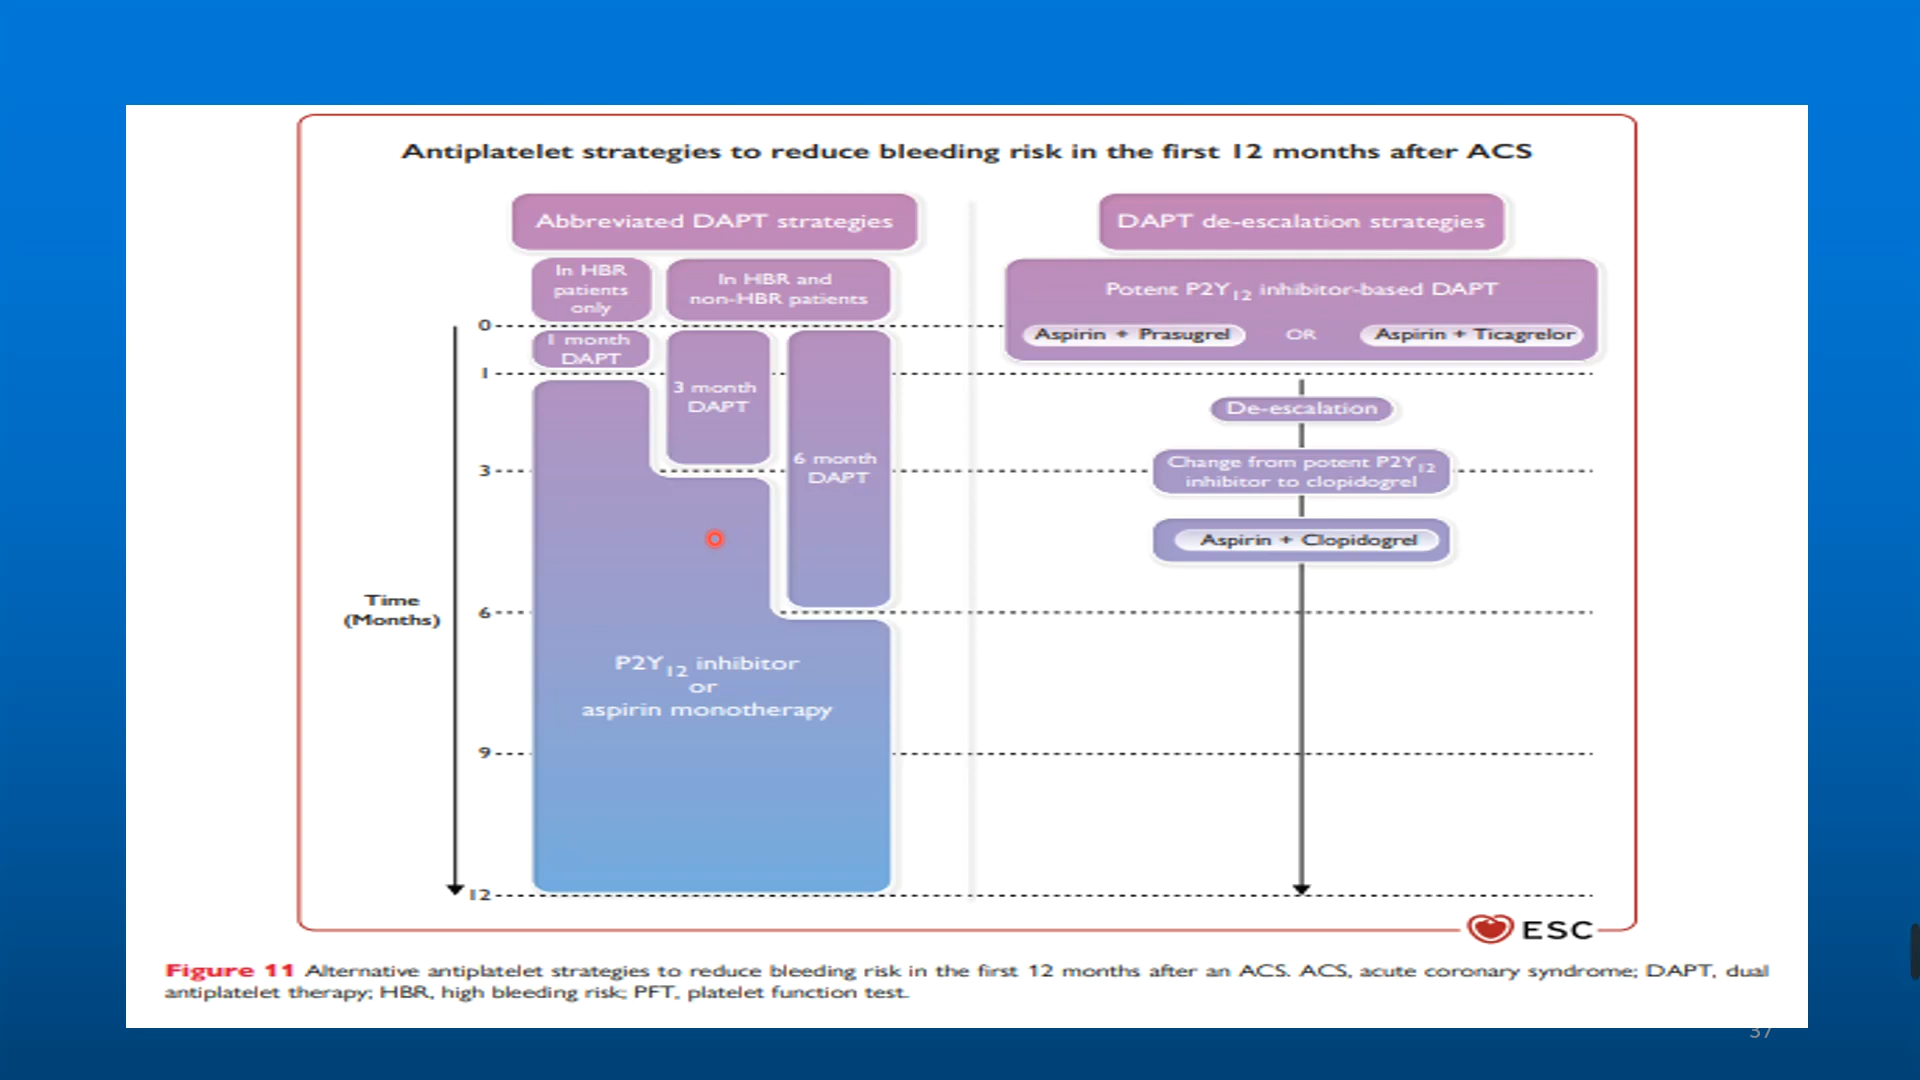 Antiplatelet strategies to reduce bleeding risk in the first 12 months after ACS
Abbreviated DAPT strategies
In HBR
patients
only
In HBR and
non-HBR patients
1 month
DAPT
3 month
DAPT
6 month
DAPT
P2Y12 inhibitor
or
aspirin monotherapy
DAPT de-escalation strategies
Potent P2Y12 inhibitor-based DAPT
Aspirin + Prasugrel OR Aspirin + Ticagrelor
De-escalation
Change from potent P2Y12
inhibitor to clopidogrel
Aspirin + Clopidogrel
Time
(Months)
0
1
3
6
9
12
ESC
Figure 11 Alternative antiplatelet strategies to reduce bleeding risk in the first 12 months after an ACS. ACS, acute coronary syndrome; DAPT, dual
antiplatelet therapy; HBR, high bleeding risk; PFT, platelet function test.
37